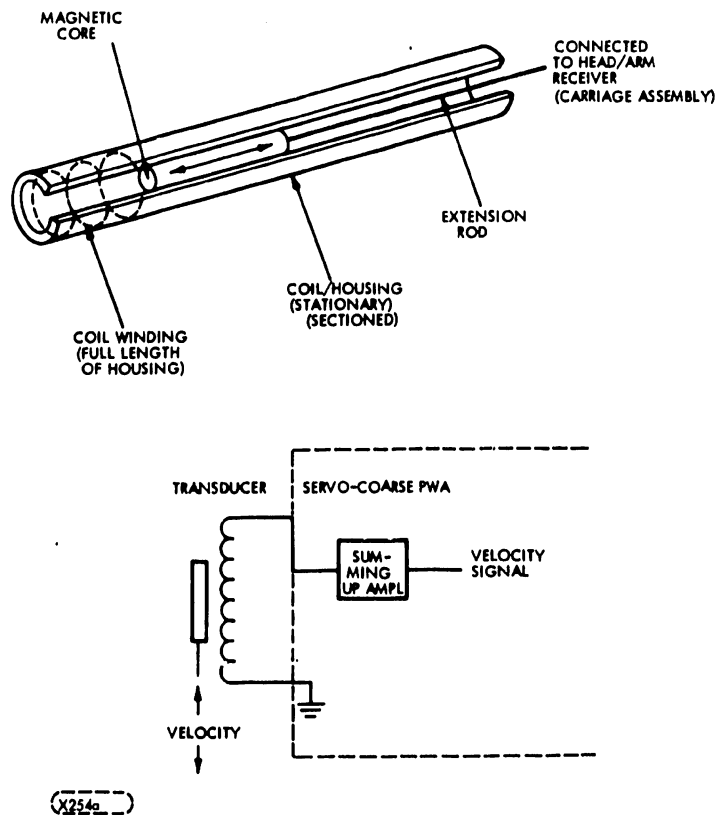 MAGNETIC
CORE
CONNECTED
TO HEAD/ARM
RECEIVER
(CARRIAGE ASSEMBLY)
EXTENSION
ROD
COIL/HOUSING
(STATIONARY)
(SECTIONED)
COIL WINDING
(FULL LENGTH
OF HOUSING)
TRANSDUCER
SERVO-COARSE PWA
SUM-
MING
UP AMPL
VELOCITY
SIGNAL
VELOCITY
X254a